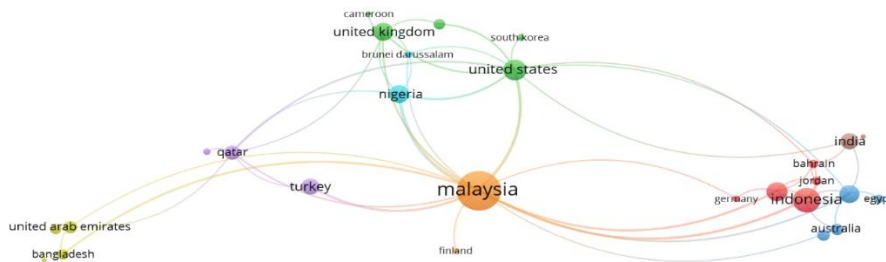 cameroon
united kingdom
south korea
brunei darussalam
united states
nigeria
india
qatar
bahrain
turkey
jordan
malaysia
germany
indonesia
united arab emirates
australia
bangladesh
finland